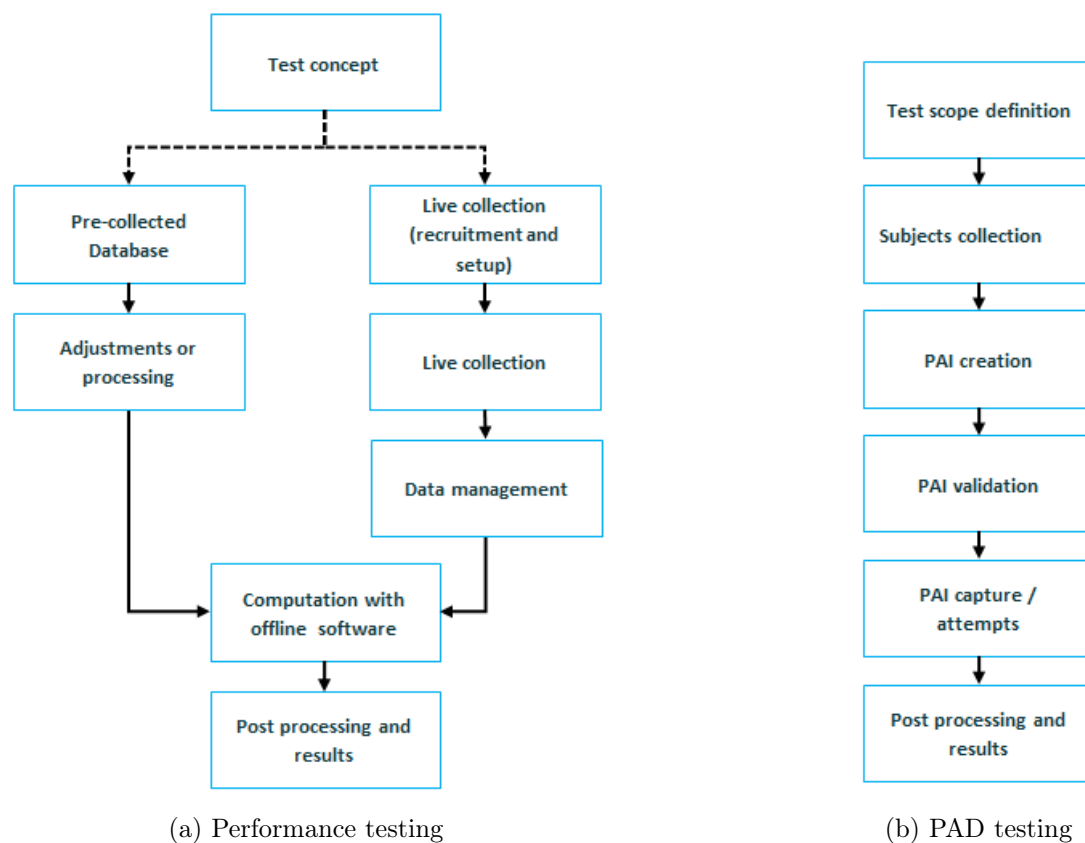 Test concept
Pre-collected
Database
Live collection
(recruitment and
setup)
Adjustments or
processing
Live collection
Data management
Computation with
offline software
Post processing and
results
(a) Performance testing
Test scope definition
Subjects collection
PAI creation
PAI validation
PAI capture /
attempts
Post processing and
results
(b) PAD testing